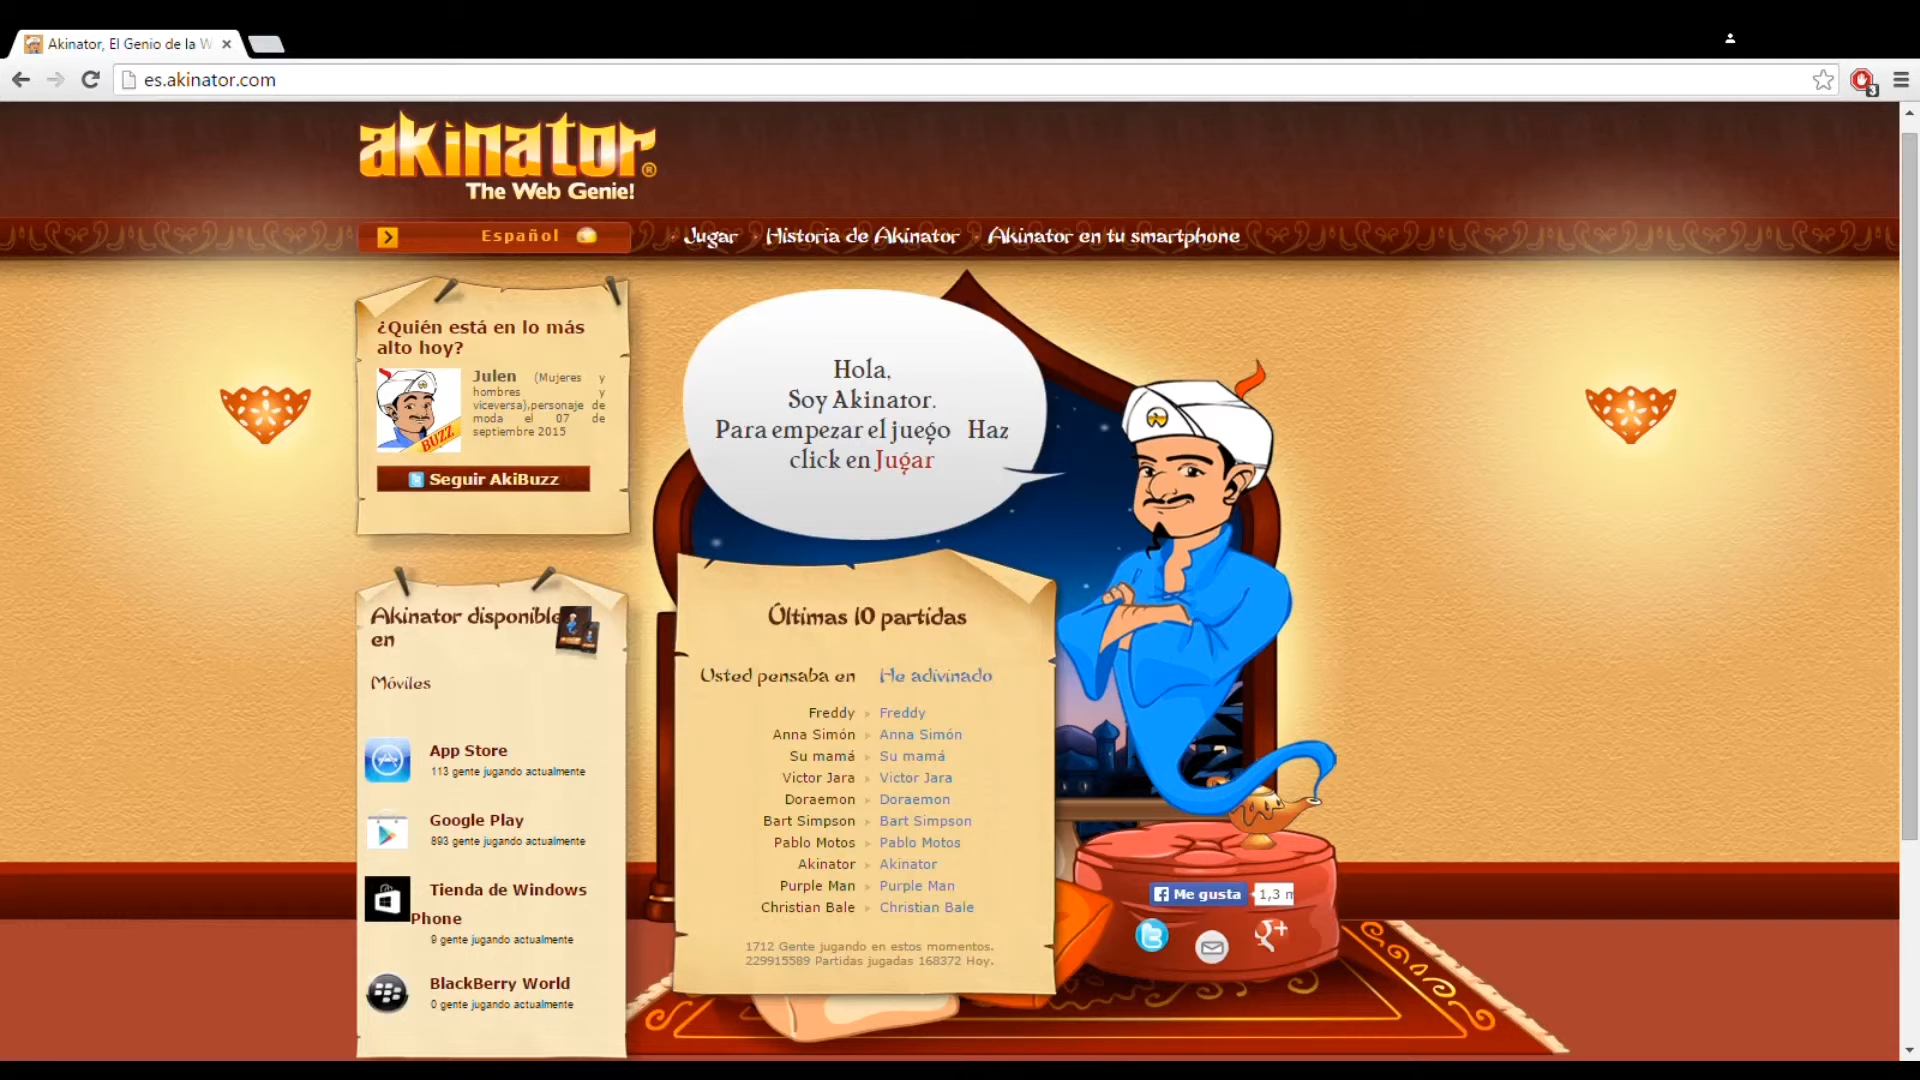 Akinator, El Genio de la W
es.akinator.com
3
akinator®
The Web Genie!
Español
Jugar
Historia de Akinator
Akinator en tu smartphone
¿Quién está en lo más
alto hoy?
Julen (Mujeres y
hombres y
viceversa),personaje de
moda el 07 de
septiembre 2015
BUZZ
Seguir AkiBuzz
Hola,
Soy Akinator.
Para empezar el juego Haz
click en Jugar
Akinator disponible
en
Móviles
App Store
113 gente jugando actualmente
Google Play
893 gente jugando actualmente
Tienda de Windows
Phone
9 gente jugando actualmente
BlackBerry World
0 gente jugando actualmente
Últimas 10 partidas
Usted pensaba en He adivinado
Freddy Freddy
Anna Simón Anna Simón
Su mamá Su mamá
Victor Jara Victor Jara
Doraemon Doraemon
Bart Simpson Bart Simpson
Pablo Motos Pablo Motos
Akinator Akinator
Purple Man Purple Man
Christian Bale Christian Bale
1712 Gente jugando en estos momentos.
229915589 Partidas jugadas 168372 Hoy.
Me gusta 1,3 m